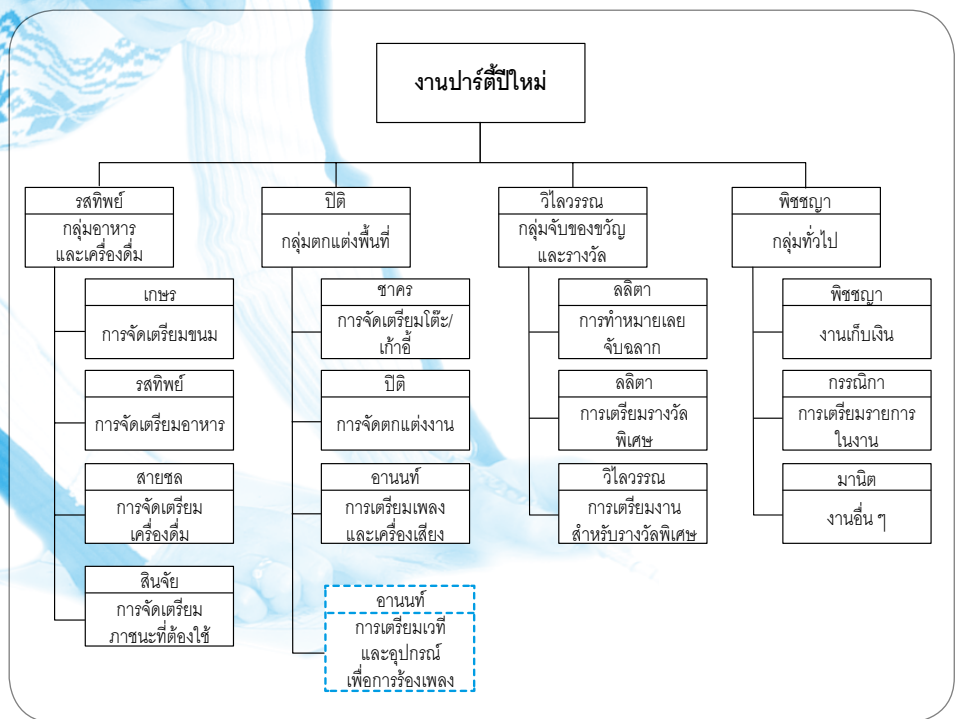 งานปาร์ตี้ปีใหม่
รสทิพย์
กลุ่มอาหาร
และเครื่องดื่ม
เกษร
การจัดเตรียมขนม
รสทิพย์
การจัดเตรียมอาหาร
สายชล
การจัดเตรียม
เครื่องดื่ม
สินจัย
การจัดเตรียม
ภาชนะที่ต้องใช้
ปิติ
กลุ่มตกแต่งพื้นที่
ชาคร
การจัดเตรียมโต๊ะ/
เก้าอี้
ปิติ
การจัดตกแต่งงาน
อานนท์
การเตรียมเพลง
และเครื่องเสียง
อานนท์
การเตรียมเวที
และอุปกรณ์
เพื่อการร้องเพลง
วิไลวรรณ
กลุ่มจับของขวัญ
และรางวัล
ลลิตา
การทำหมายเลย
จับฉลาก
ลลิตา
การเตรียมรางวัล
พิเศษ
วิไลวรรณ
การเตรียมงาน
สำหรับรางวัลพิเศษ
พิชชญา
กลุ่มทั่วไป
พิชชญา
งานเก็บเงิน
กรรณิกา
การเตรียมรายการ
ในงาน
มานิต
งานอื่น ๆ